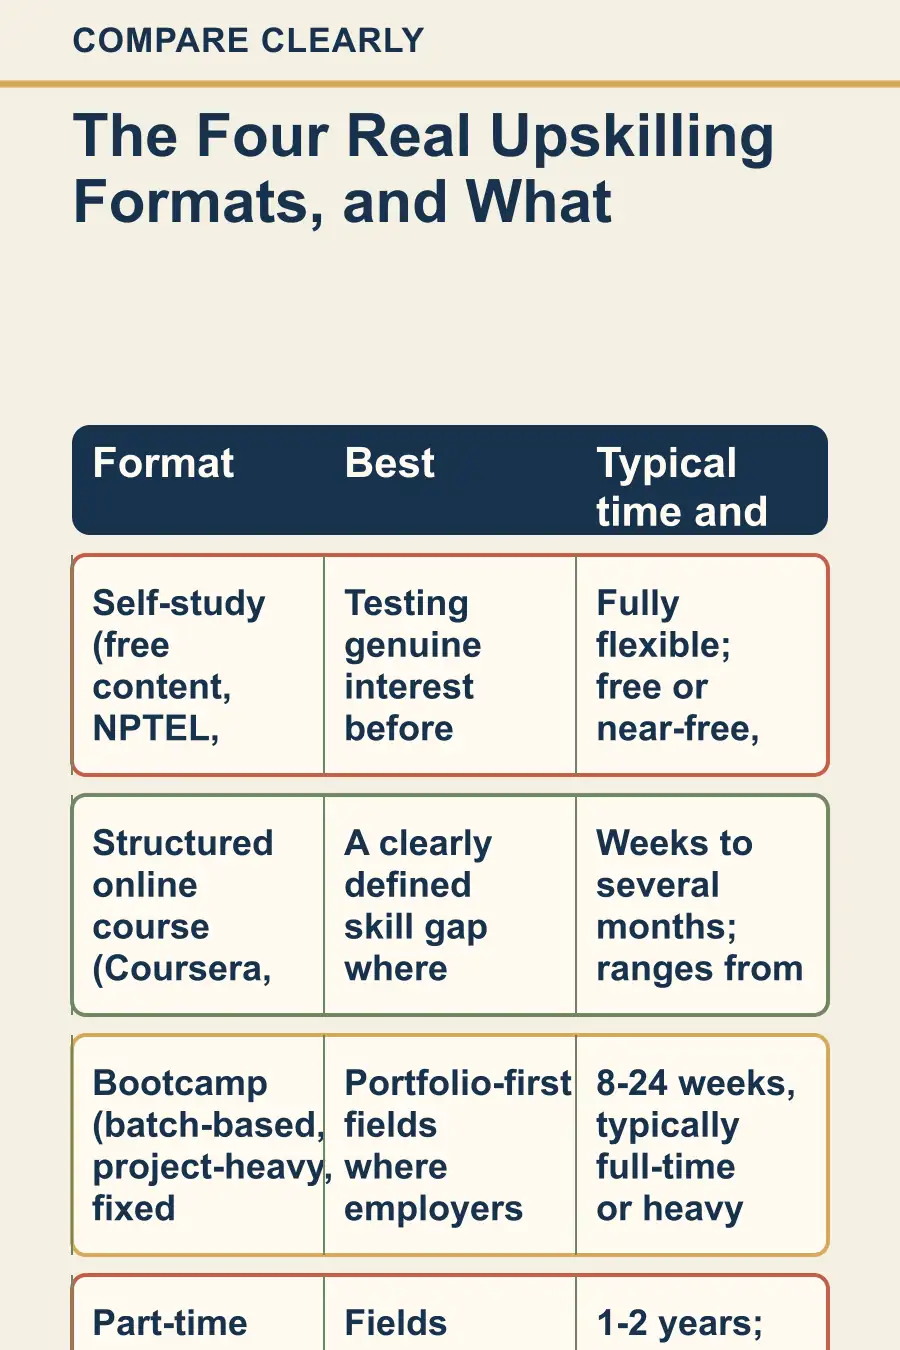 COMPARE CLEARLY
The Four Real Upskilling
Formats, and What
Format
Best
Typical
time and
Self-study
(free
content,
NPTEL,
Testing
genuine
interest
before
Fully
flexible;
free or
near-free,
Structured
online
course
(Coursera,
A clearly
defined
skill gap
where
Weeks to
several
months;
ranges from
Bootcamp
(batch-based,
project-heavy,
fixed
Portfolio-first
fields
where
employers
8-24 weeks,
typically
full-time
or heavy
Part-time
Fields
1-2 years;